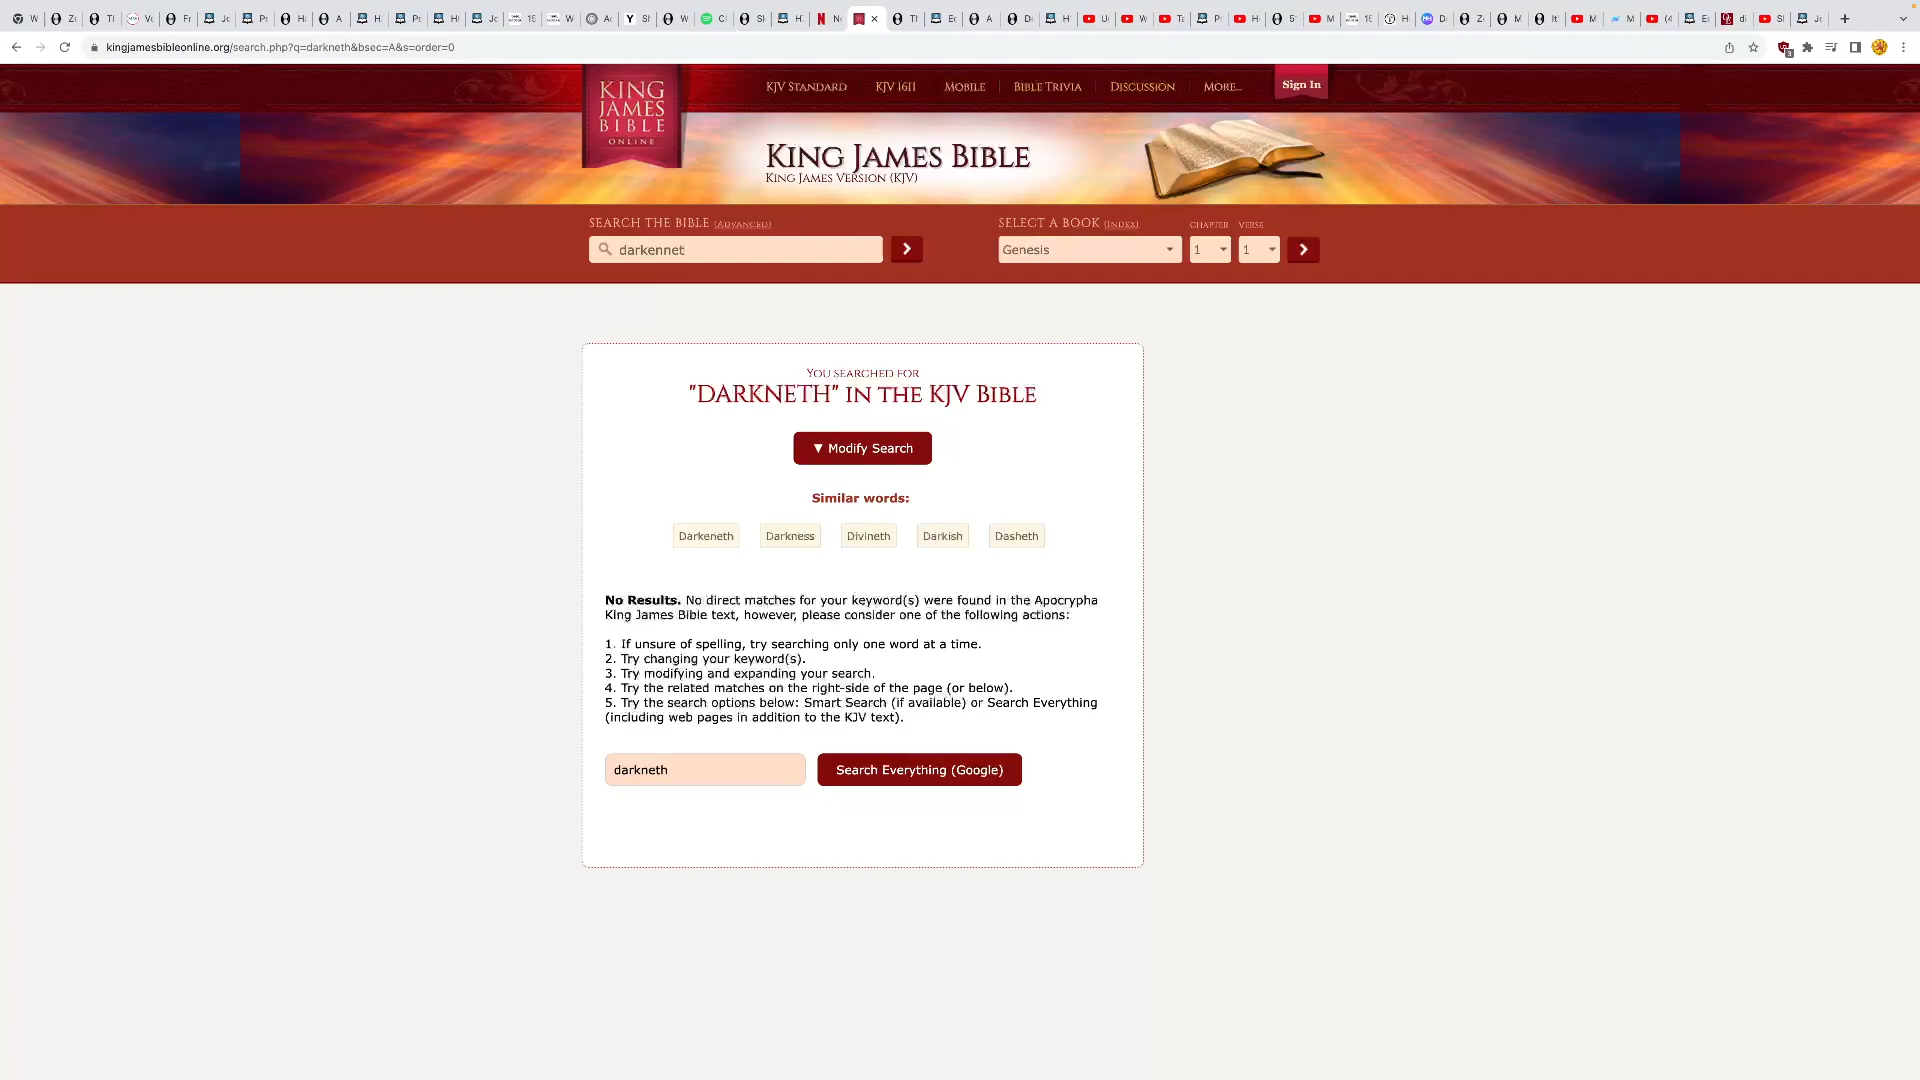 kingjamesbibleonline.org/search.php?q=darkneth&bsec=A&s=order=0
KING
JAMES
BIBLE
ONLINE
KJV STANDARD
KJV 1611
MOBILE
BIBLE TRIVIA
DISCUSSION
MORE...
Sign In
KING JAMES BIBLE
KING JAMES VERSION (KJV)
SEARCH THE BIBLE (ADVANCED)
darkennet
SELECT A BOOK (INDEX)
CHAPTER
VERSE
Genesis
1
1
YOU SEARCHED FOR
"DARKNETH" IN THE KJV BIBLE
▼ Modify Search
Similar words:
Darkeneth
Darkness
Divineth
Darkish
Dasheth
No Results. No direct matches for your keyword(s) were found in the Apocrypha
King James Bible text, however, please consider one of the following actions:
1. If unsure of spelling, try searching only one word at a time.
2. Try changing your keyword(s).
3. Try modifying and expanding your search.
4. Try the related matches on the right-side of the page (or below).
5. Try the search options below: Smart Search (if available) or Search Everything
(including web pages in addition to the KJV text).
darkneth
Search Everything (Google)